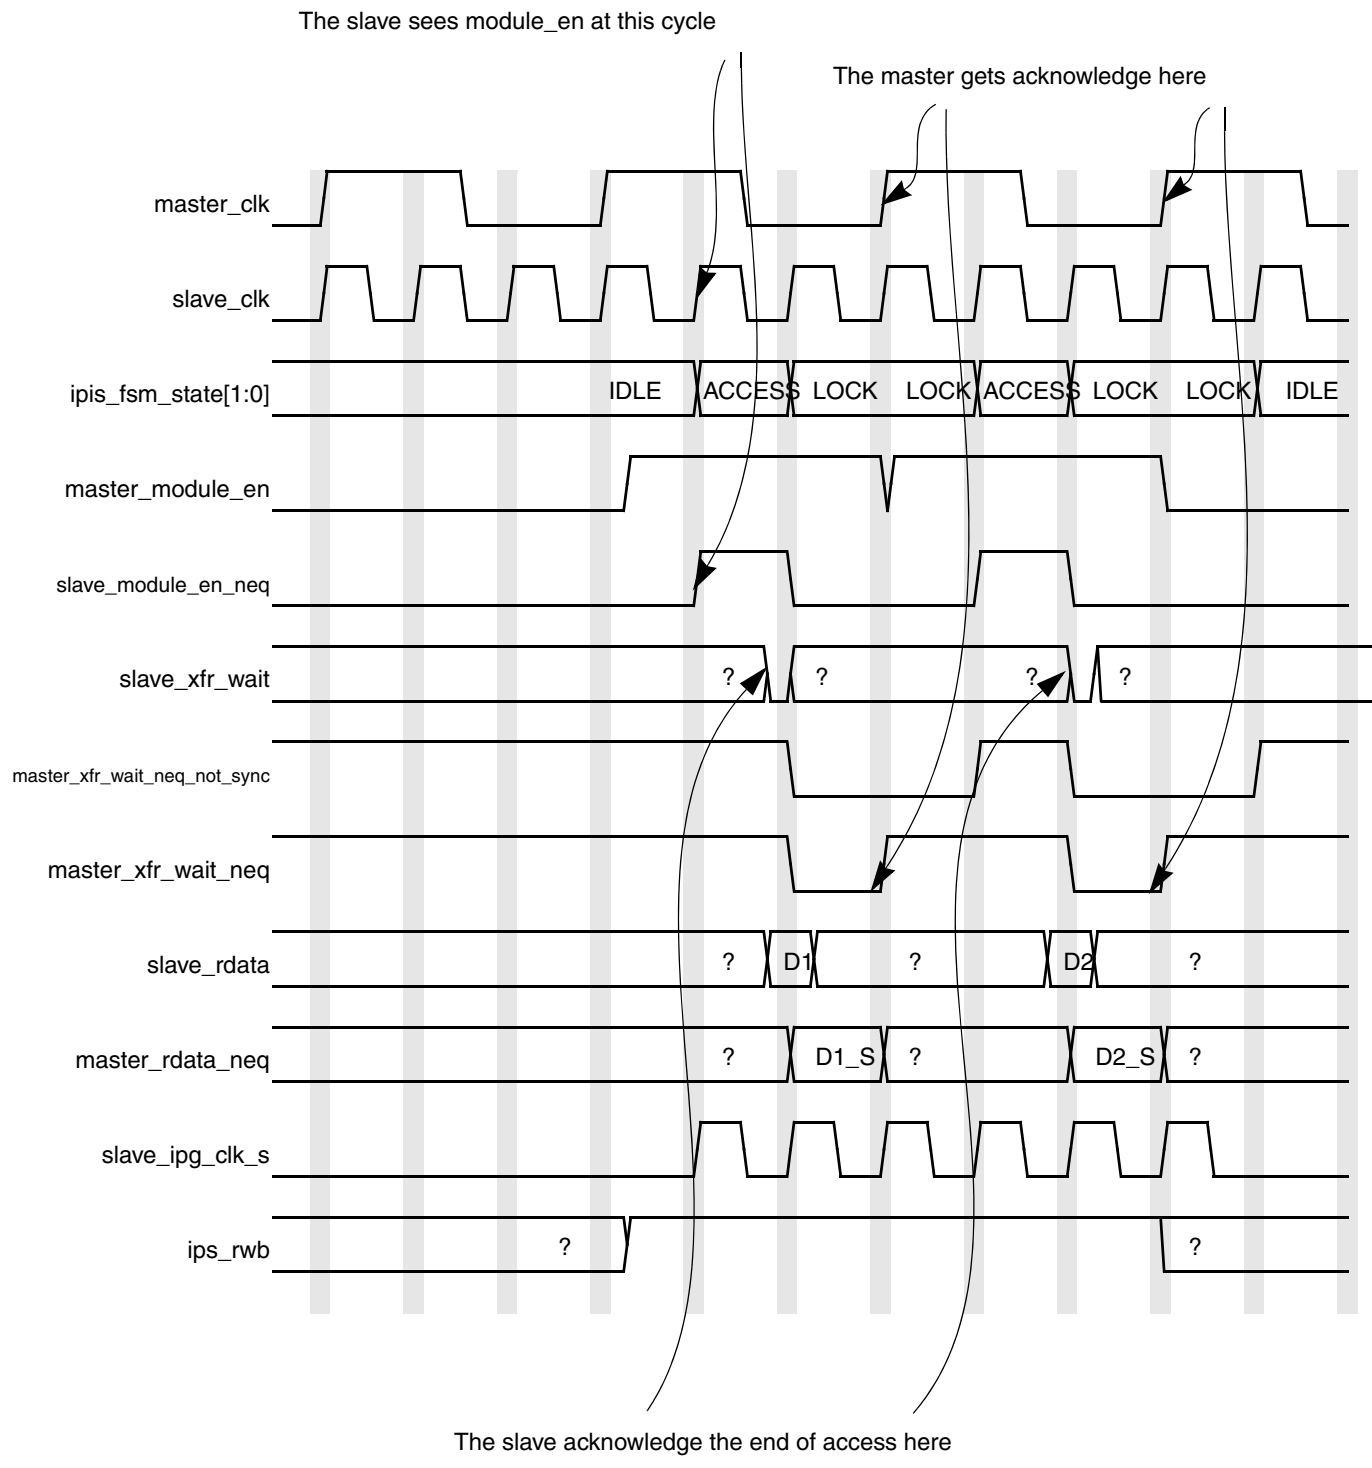 The slave sees module_en at this cycle
The master gets acknowledge here
master_clk
slave_clk
ipis_fsm_state[1:0] IDLE ACCESS LOCK LOCK ACCESS LOCK LOCK IDLE
master_module_en
slave_module_en_neq
slave_xfr_wait ? ? ? ?
master_xfr_wait_neq_not_sync
master_xfr_wait_neq
slave_rdata ? D1 ? D2 ?
master_rdata_neq ? D1_S ? D2_S ?
slave_ipg_clk_s
ips_rwb ? ?
The slave acknowledge the end of access here